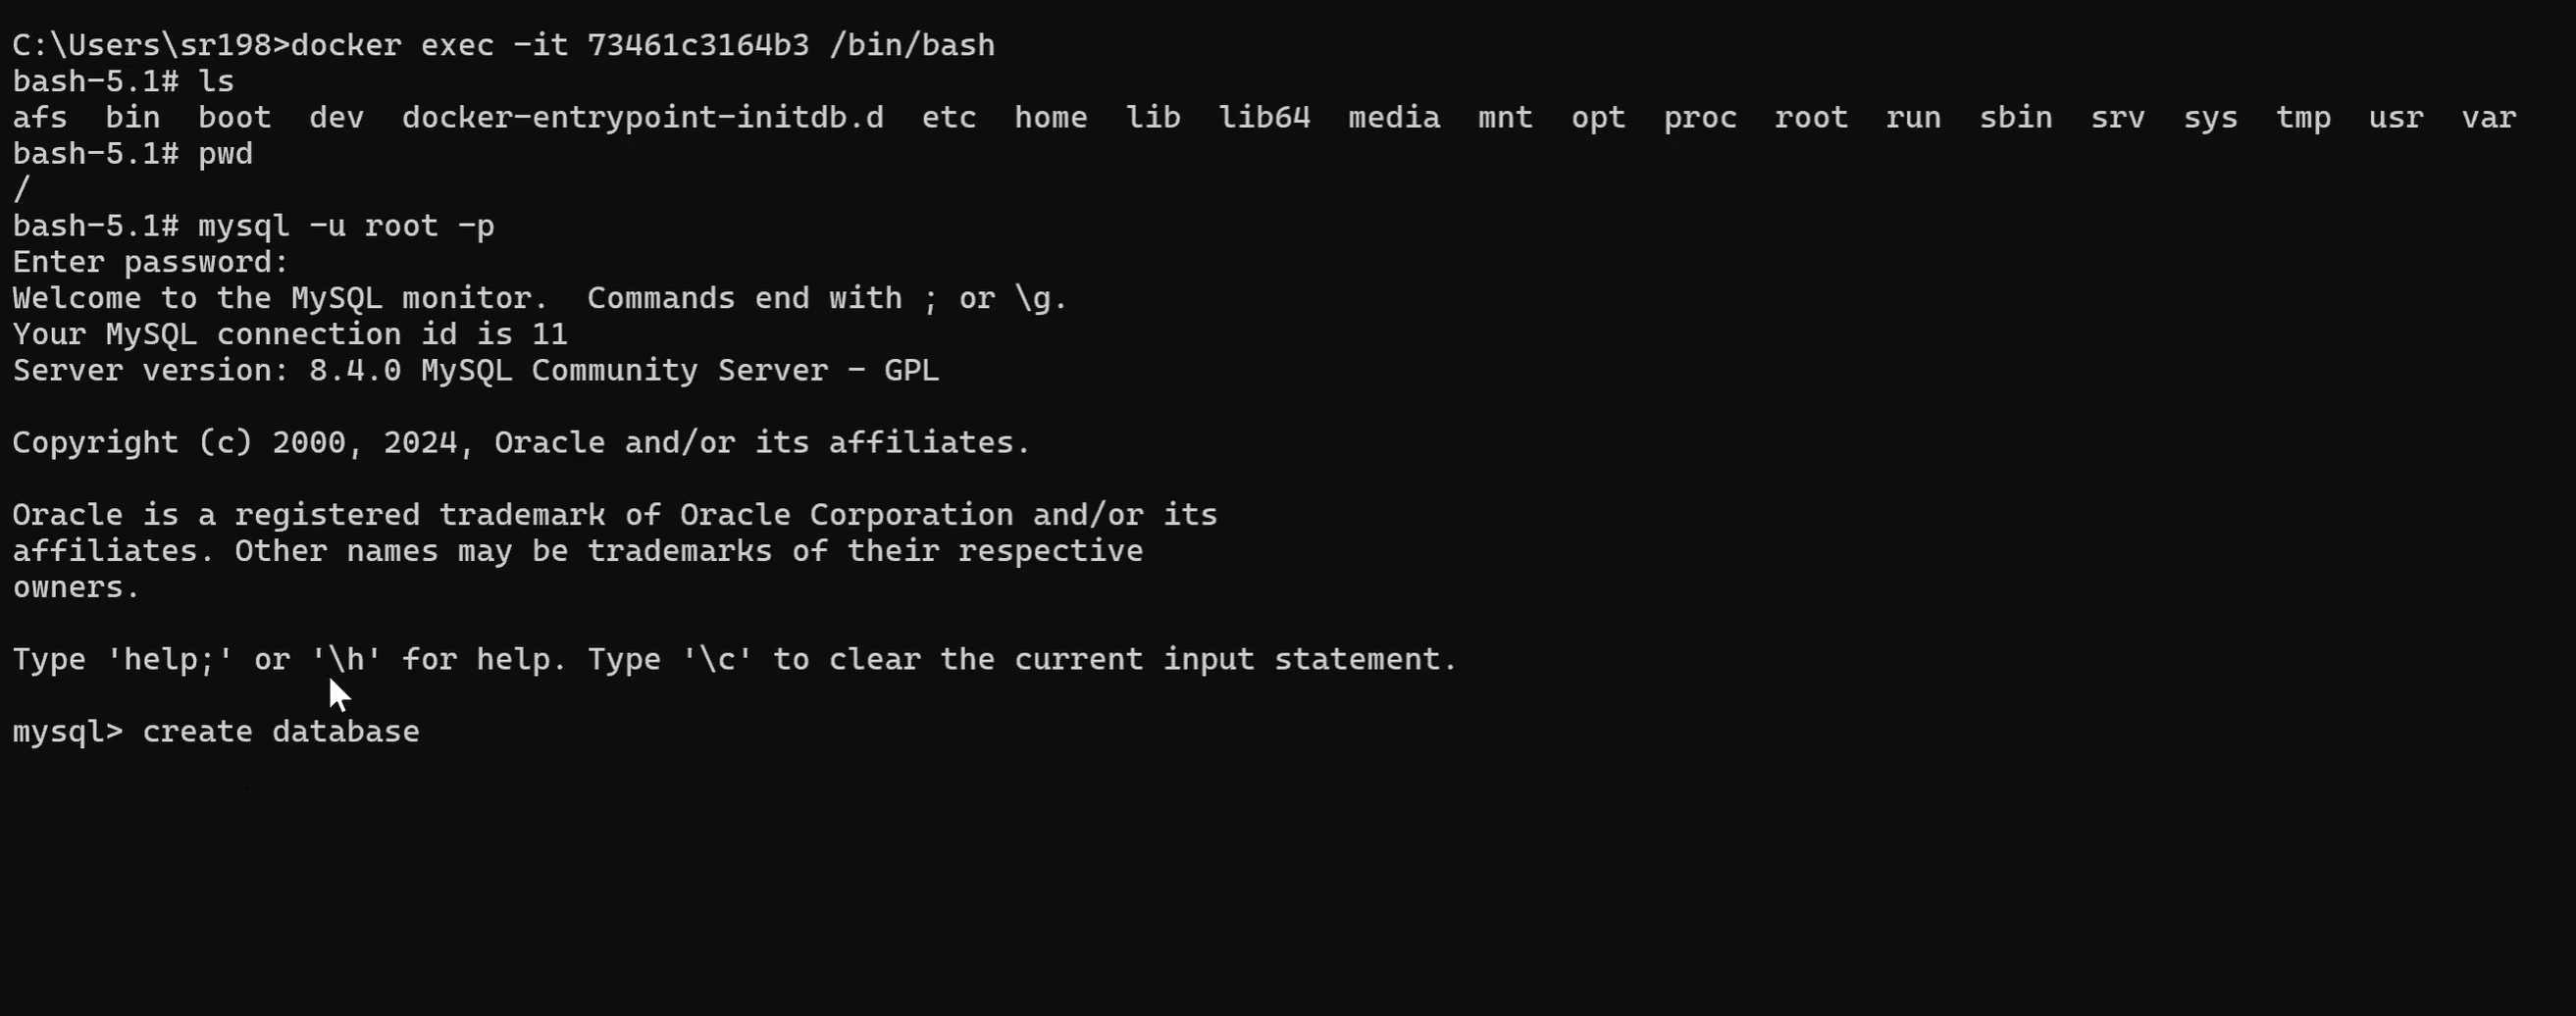 C:\Users\sr198>docker exec -it 73461c3164b3 /bin/bash
bash-5.1# ls
afs  bin  boot  dev  docker-entrypoint-initdb.d  etc  home  lib  lib64  media  mnt  opt  proc  root  run  sbin  srv  sys  tmp  usr  var
bash-5.1# pwd
/
bash-5.1# mysql -u root -p
Enter password:
Welcome to the MySQL monitor.  Commands end with ; or \g.
Your MySQL connection id is 11
Server version: 8.4.0 MySQL Community Server - GPL
Copyright (c) 2000, 2024, Oracle and/or its affiliates.
Oracle is a registered trademark of Oracle Corporation and/or its
affiliates. Other names may be trademarks of their respective
owners.
Type 'help;' or '\h' for help. Type '\c' to clear the current input statement.
mysql> create database